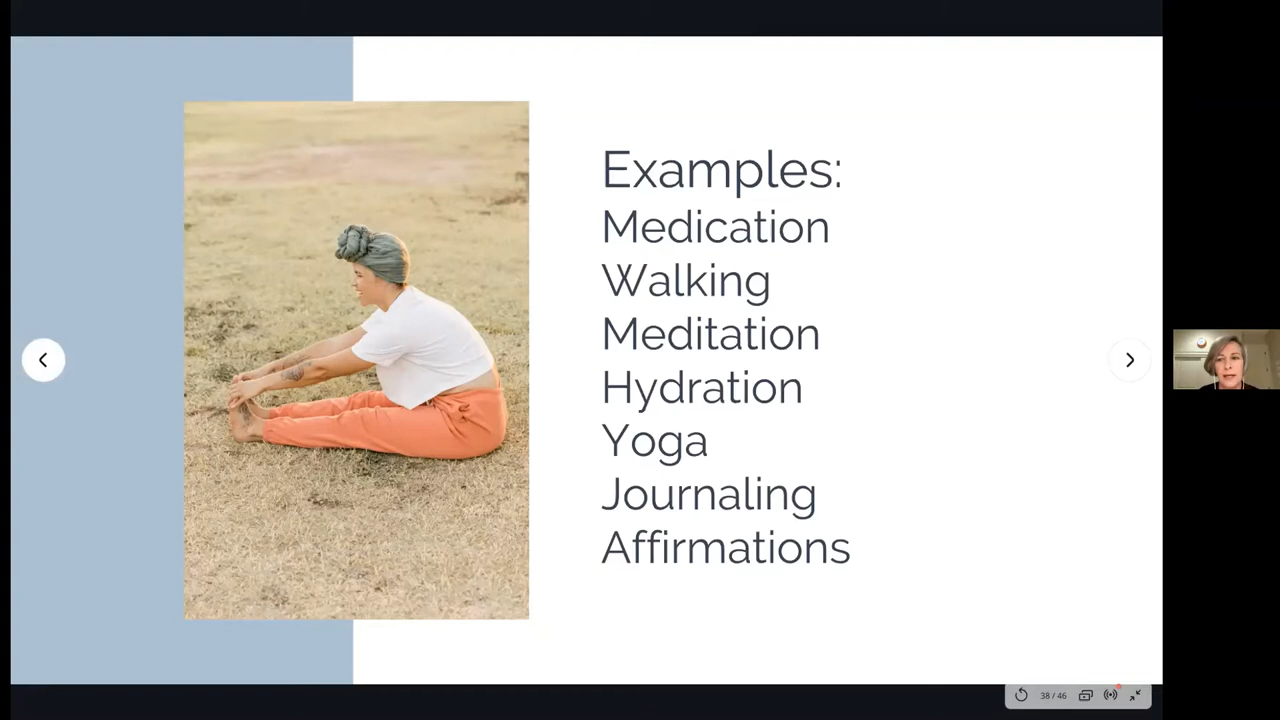 Examples:
Medication
Walking
Meditation
Hydration
Yoga
Journaling
Affirmations
38 / 46